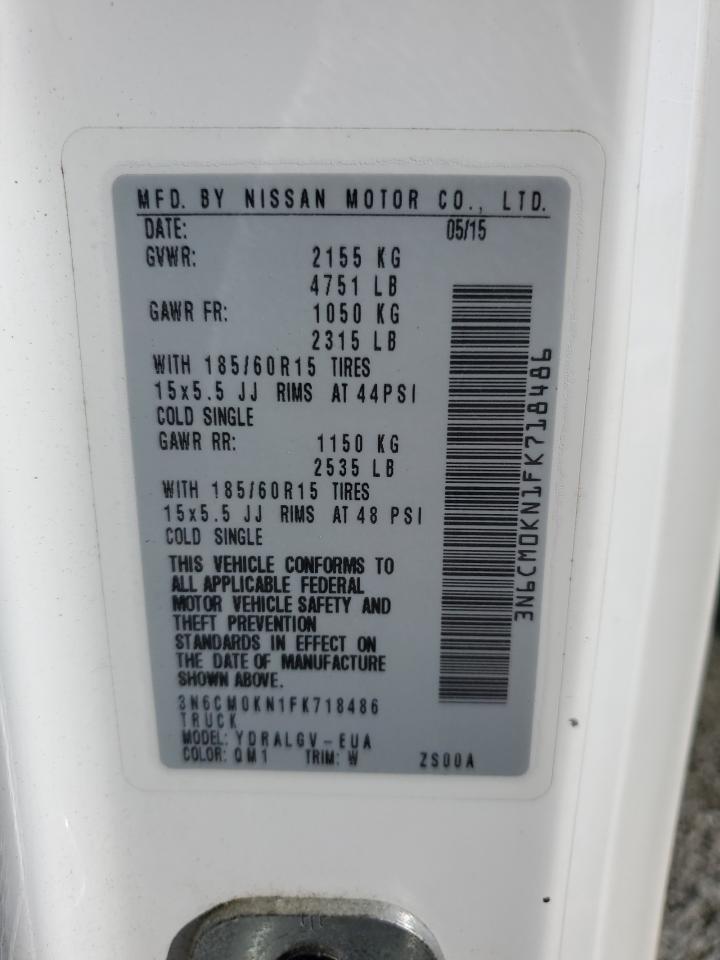 MFD. BY NISSAN MOTOR CO., LTD.
DATE: 05/15
GVWR: 2155 KG
4751 LB
GAWR FR: 1050 KG
2315 LB
WITH 185/60R15 TIRES
15x5.5 JJ RIMS AT 44PSI
COLD SINGLE
GAWR RR: 1150 KG
2535 LB
WITH 185/60R15 TIRES
15x5.5 JJ RIMS AT 48 PSI
COLD SINGLE
THIS VEHICLE CONFORMS TO
ALL APPLICABLE FEDERAL
MOTOR VEHICLE SAFETY AND
THEFT PREVENTION
STANDARDS IN EFFECT ON
THE DATE OF MANUFACTURE
SHOWN ABOVE.
3N6CM0KN1FK718486
TRUCK
MODEL: YDRALGV-EUA
COLOR: QM1 TRIM: W ZS00A
3N6CM0KN1FK718486